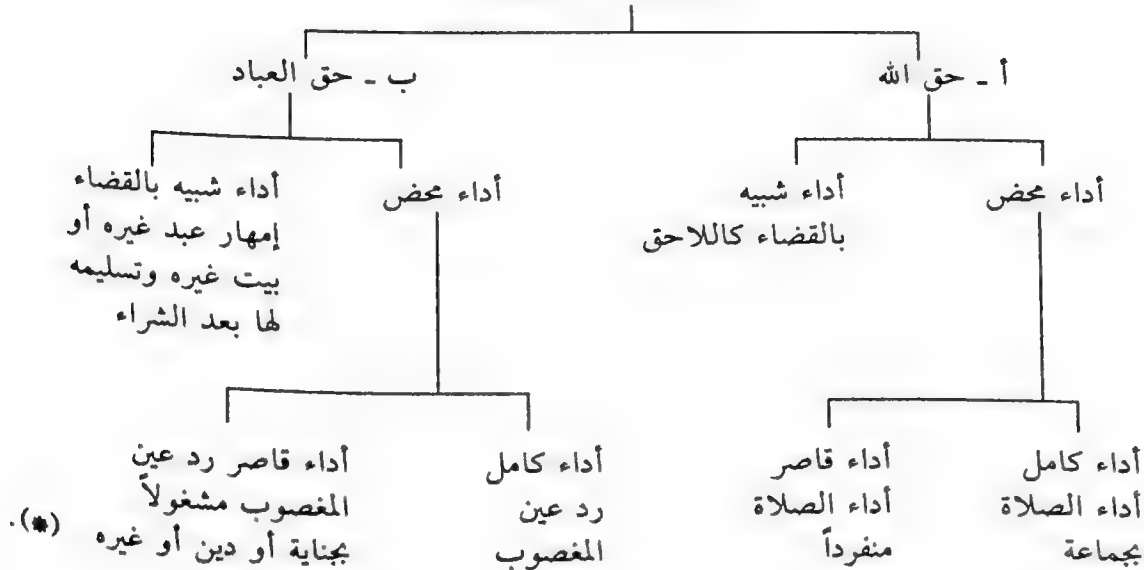 أ - حق الله
ب - حق العباد
أداء محض
أداء شبيه
بالقضاء كاللاحق
أداء محض
أداء شبيه بالقضاء
إمهار عبد غيره أو
بيت غيره وتسليمه
لها بعد الشراء
أداء كامل
أداء الصلاة
بجماعة
أداء قاصر
أداء الصلاة
منفرداً
أداء كامل
رد عين
المغصوب
أداء قاصر رد عين
المغصوب مشغولاً
بجناية أو دين أو غيره (*).